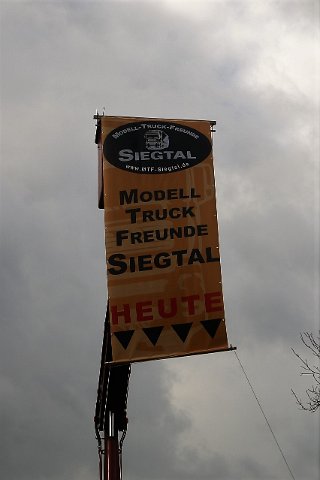 MODELL-TRUCK-FREUNDE
SIEGTAL
www.MTF-Siegtal.de
MODELL
TRUCK
FREUNDE
SIEGTAL
HEUTE